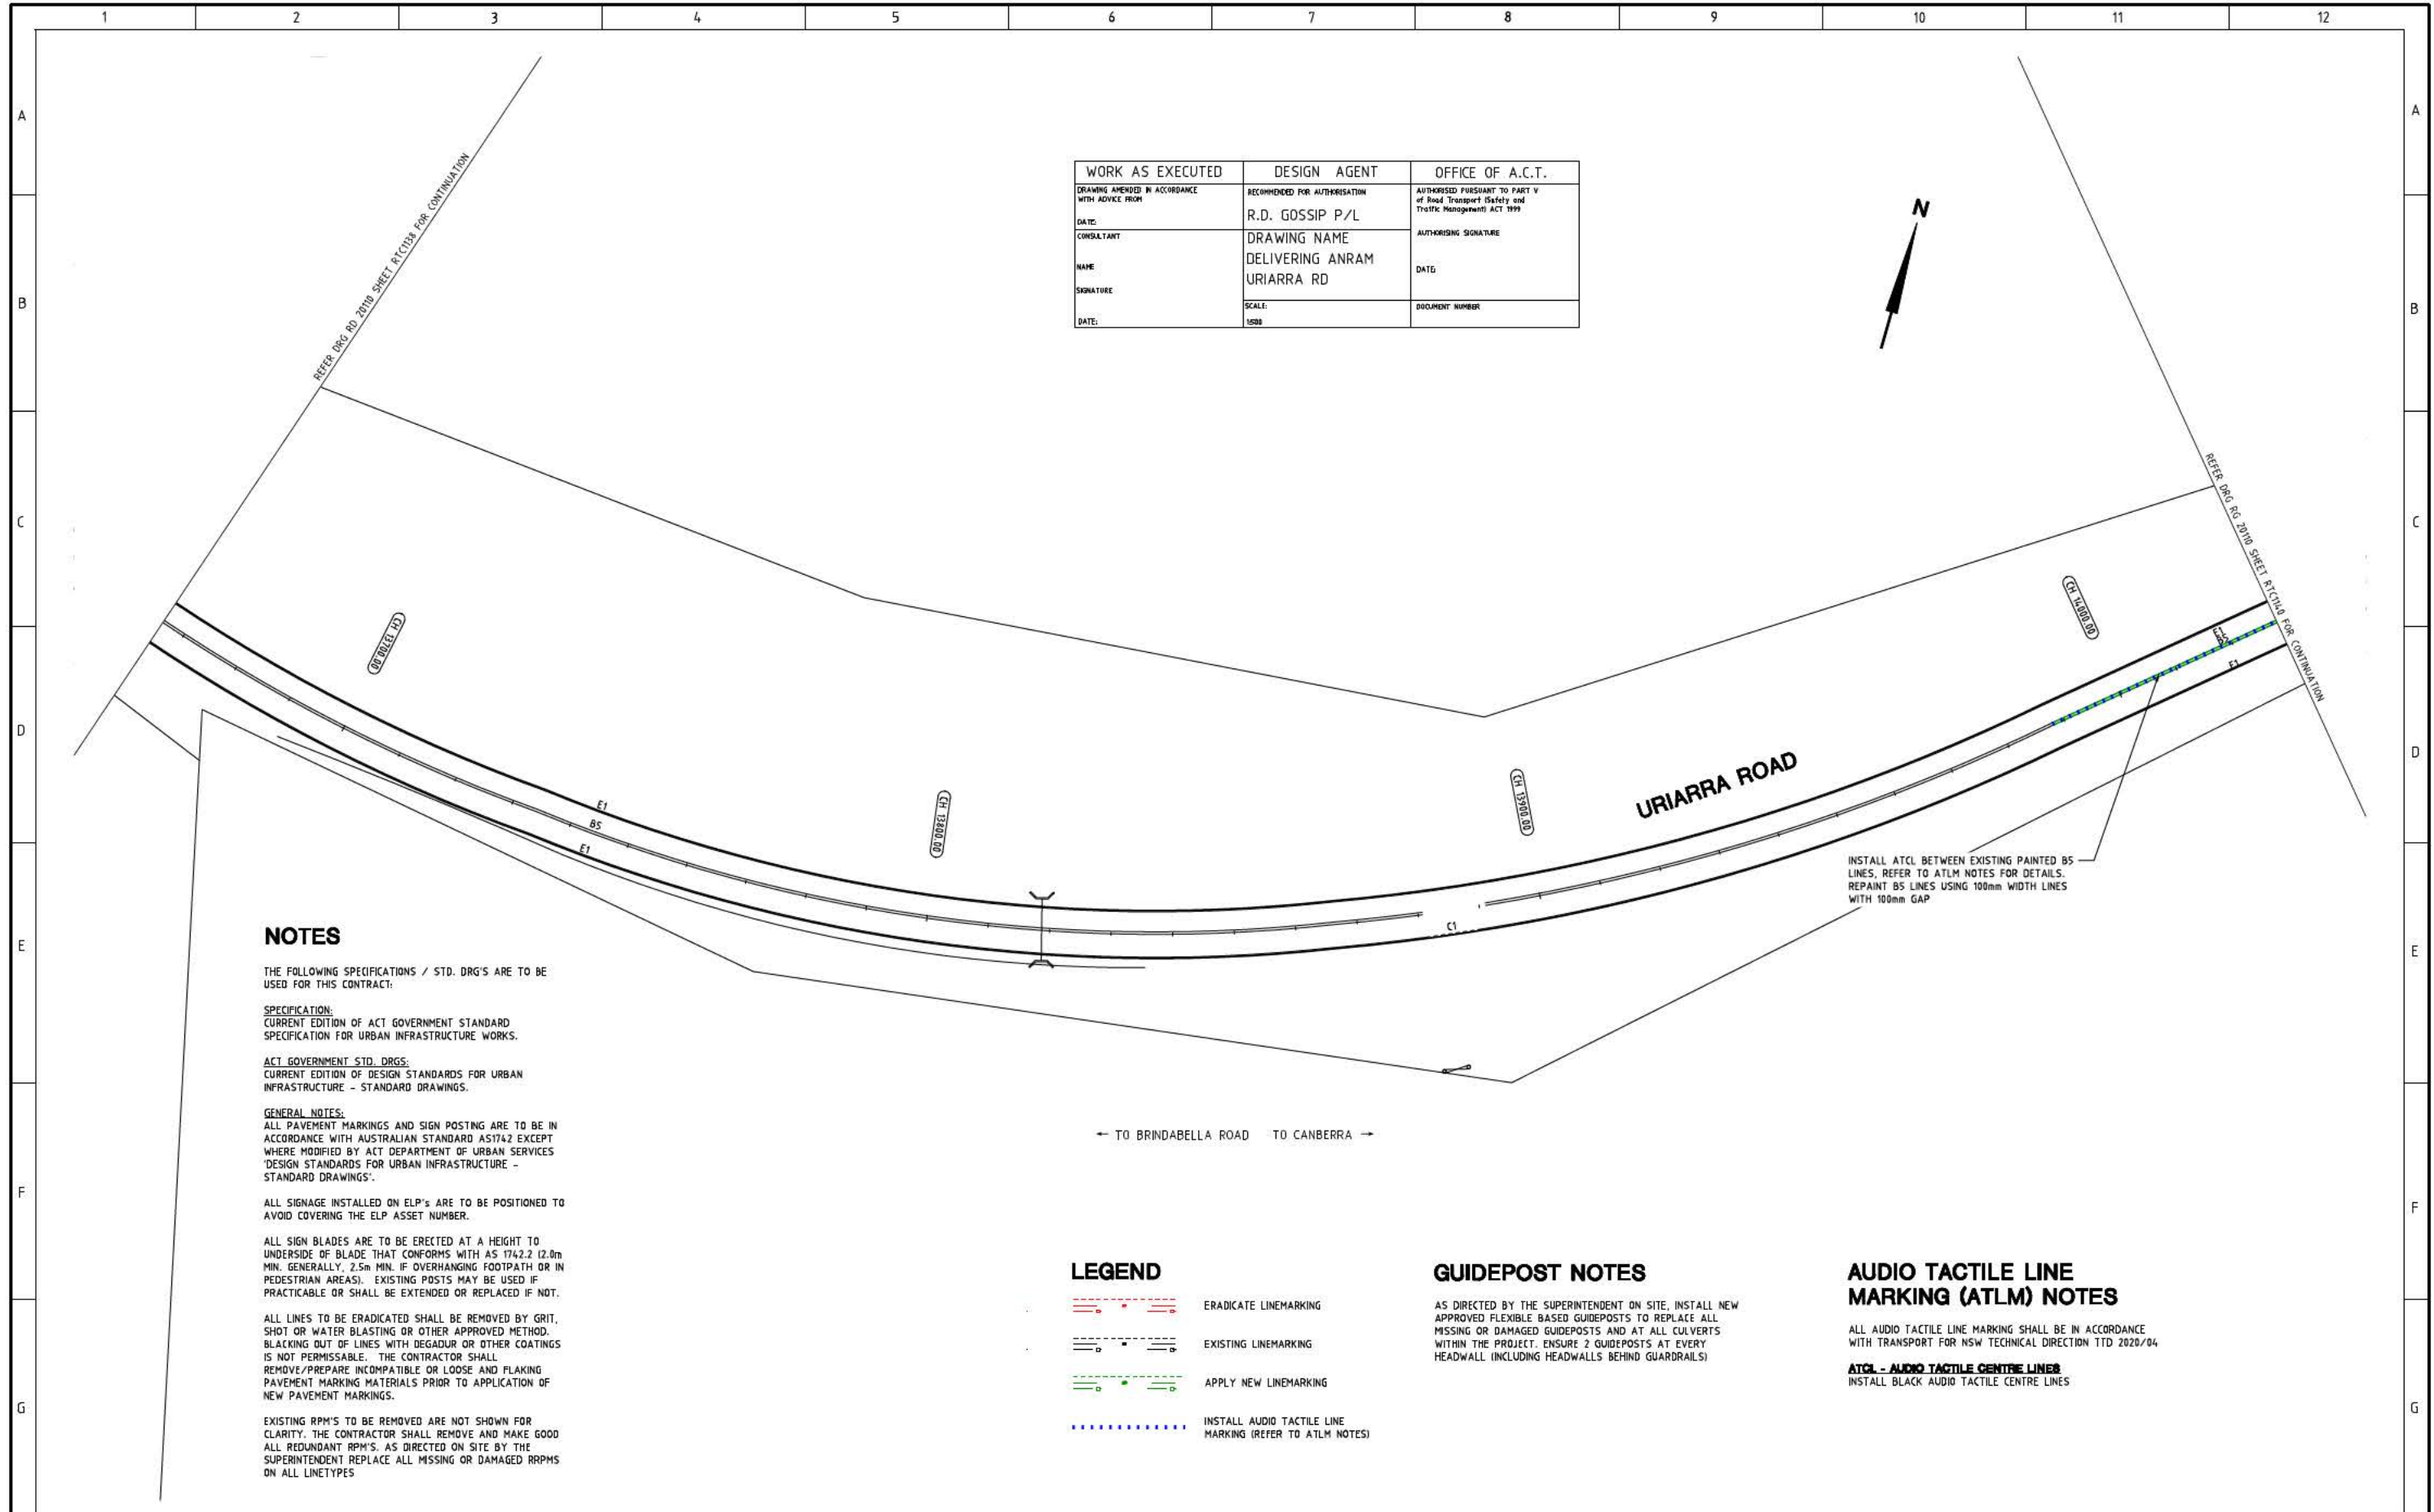 1 2 3 4 5 6 7 8 9 10 11 12
A
B
C
D
E
F
G
A
B
C
D
E
F
G
REFER DRG RD 20110 SHEET RTC1138 FOR CONTINUATION
WORK AS EXECUTED
DRAWING AMENDED IN ACCORDANCE
WITH ADVICE FROM
DATE:
CONSULTANT
NAME
SIGNATURE
DATE:
DESIGN AGENT
RECOMMENDED FOR AUTHORISATION
R.D. GOSSIP P/L
DRAWING NAME
DELIVERING ANRAM
URIARRA RD
SCALE:
1:500
OFFICE OF A.C.T.
AUTHORISED PURSUANT TO PART V
of Road Transport (Safety and
Traffic Management) ACT 1999
AUTHORISING SIGNATURE
DATE:
DOCUMENT NUMBER
N
REFER DRG RG 20110 SHEET RTC1140 FOR CONTINUATION
CH 13700.00
CH 13800.00
CH 13900.00
CH 14000.00
E1
B5
E1
C1
E1
URIARRA ROAD
INSTALL ATCL BETWEEN EXISTING PAINTED B5
LINES, REFER TO ATLM NOTES FOR DETAILS.
REPAINT B5 LINES USING 100mm WIDTH LINES
WITH 100mm GAP
NOTES
THE FOLLOWING SPECIFICATIONS / STD. DRG'S ARE TO BE
USED FOR THIS CONTRACT:
SPECIFICATION:
CURRENT EDITION OF ACT GOVERNMENT STANDARD
SPECIFICATION FOR URBAN INFRASTRUCTURE WORKS.
ACT GOVERNMENT STD. DRGS:
CURRENT EDITION OF DESIGN STANDARDS FOR URBAN
INFRASTRUCTURE - STANDARD DRAWINGS.
GENERAL NOTES:
ALL PAVEMENT MARKINGS AND SIGN POSTING ARE TO BE IN
ACCORDANCE WITH AUSTRALIAN STANDARD AS1742 EXCEPT
WHERE MODIFIED BY ACT DEPARTMENT OF URBAN SERVICES
'DESIGN STANDARDS FOR URBAN INFRASTRUCTURE -
STANDARD DRAWINGS'.
ALL SIGNAGE INSTALLED ON ELP's ARE TO BE POSITIONED TO
AVOID COVERING THE ELP ASSET NUMBER.
ALL SIGN BLADES ARE TO BE ERECTED AT A HEIGHT TO
UNDERSIDE OF BLADE THAT CONFORMS WITH AS 1742.2 (2.0m
MIN. GENERALLY, 2.5m MIN. IF OVERHANGING FOOTPATH OR IN
PEDESTRIAN AREAS). EXISTING POSTS MAY BE USED IF
PRACTICABLE OR SHALL BE EXTENDED OR REPLACED IF NOT.
ALL LINES TO BE ERADICATED SHALL BE REMOVED BY GRIT,
SHOT OR WATER BLASTING OR OTHER APPROVED METHOD.
BLACKING OUT OF LINES WITH DEGADUR OR OTHER COATINGS
IS NOT PERMISSABLE. THE CONTRACTOR SHALL
REMOVE/PREPARE INCOMPATIBLE OR LOOSE AND FLAKING
PAVEMENT MARKING MATERIALS PRIOR TO APPLICATION OF
NEW PAVEMENT MARKINGS.
EXISTING RPM'S TO BE REMOVED ARE NOT SHOWN FOR
CLARITY. THE CONTRACTOR SHALL REMOVE AND MAKE GOOD
ALL REDUNDANT RPM'S. AS DIRECTED ON SITE BY THE
SUPERINTENDENT REPLACE ALL MISSING OR DAMAGED RRPMS
ON ALL LINETYPES
← TO BRINDABELLA ROAD TO CANBERRA →
LEGEND
ERADICATE LINEMARKING
EXISTING LINEMARKING
APPLY NEW LINEMARKING
INSTALL AUDIO TACTILE LINE
MARKING (REFER TO ATLM NOTES)
GUIDEPOST NOTES
AS DIRECTED BY THE SUPERINTENDENT ON SITE, INSTALL NEW
APPROVED FLEXIBLE BASED GUIDEPOSTS TO REPLACE ALL
MISSING OR DAMAGED GUIDEPOSTS AND AT ALL CULVERTS
WITHIN THE PROJECT. ENSURE 2 GUIDEPOSTS AT EVERY
HEADWALL (INCLUDING HEADWALLS BEHIND GUARDRAILS)
AUDIO TACTILE LINE
MARKING (ATLM) NOTES
ALL AUDIO TACTILE LINE MARKING SHALL BE IN ACCORDANCE
WITH TRANSPORT FOR NSW TECHNICAL DIRECTION TTD 2020/04
ATCL - AUDIO TACTILE CENTRE LINES
INSTALL BLACK AUDIO TACTILE CENTRE LINES